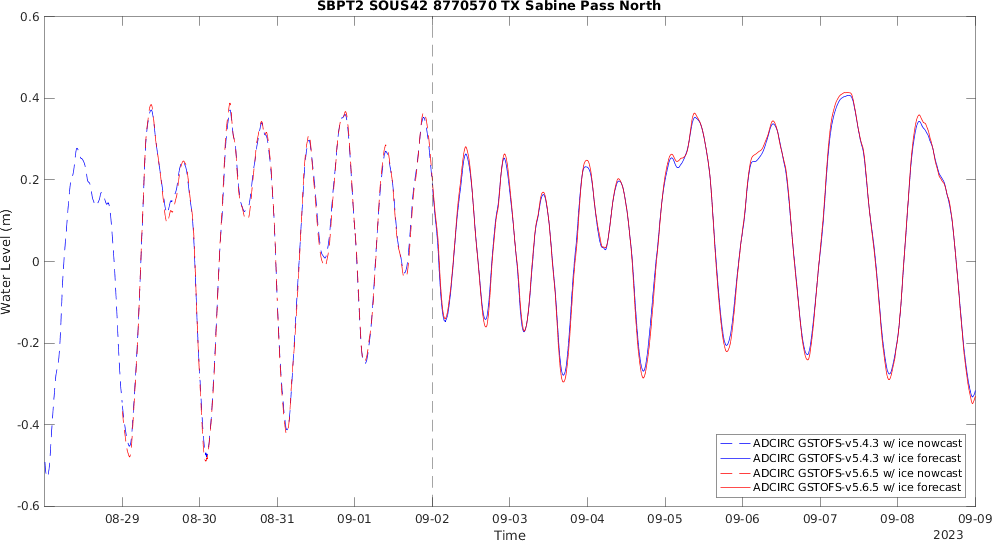 SBPT2 SOUS42 8770570 TX Sabine Pass North
0.6
0.4
0.2
0
-0.2
-0.4
-0.6
Water Level (m)
08-29 08-30 08-31 09-01 09-02 09-03 09-04 09-05 09-06 09-07 09-08 09-09
Time
2023
ADCIRC GSTOFS-v5.4.3 w/ ice nowcast
ADCIRC GSTOFS-v5.4.3 w/ ice forecast
ADCIRC GSTOFS-v5.6.5 w/ ice nowcast
ADCIRC GSTOFS-v5.6.5 w/ ice forecast